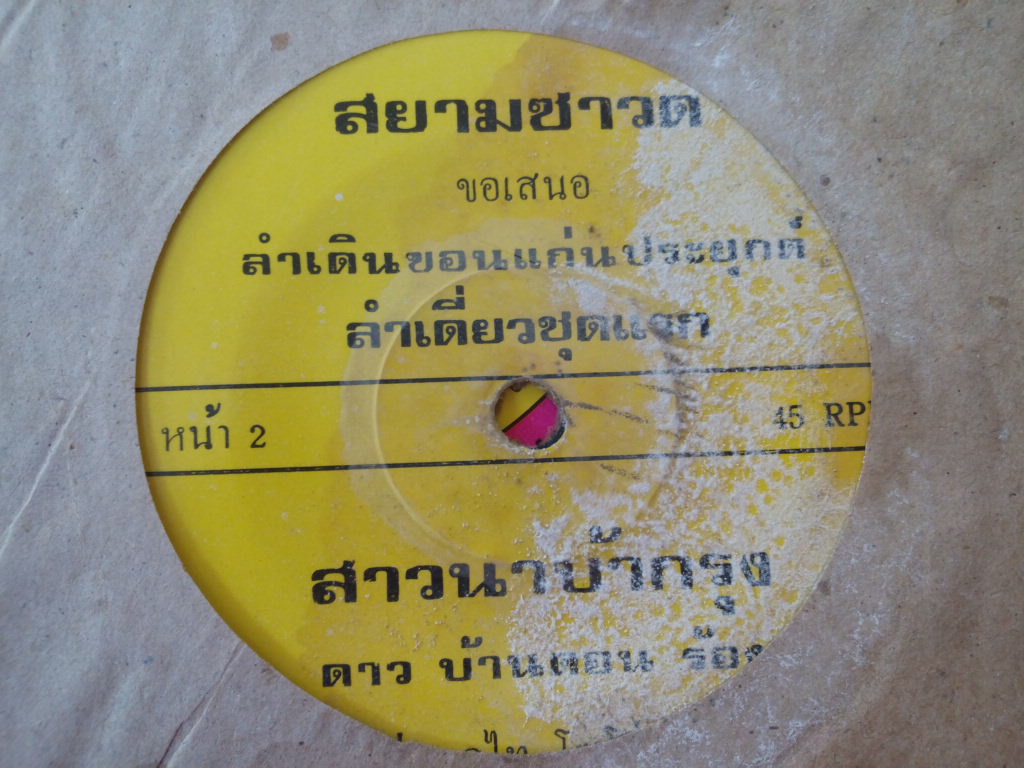 สยามซาวด
ขอเสนอ
ลำเดินขอนแก่นประยุกต์
ลำเดี่ยวชุดแรก
หน้า 2
45 RP
สาวนาบ้ากรุง
ดาว บ้านดอน ร้อง